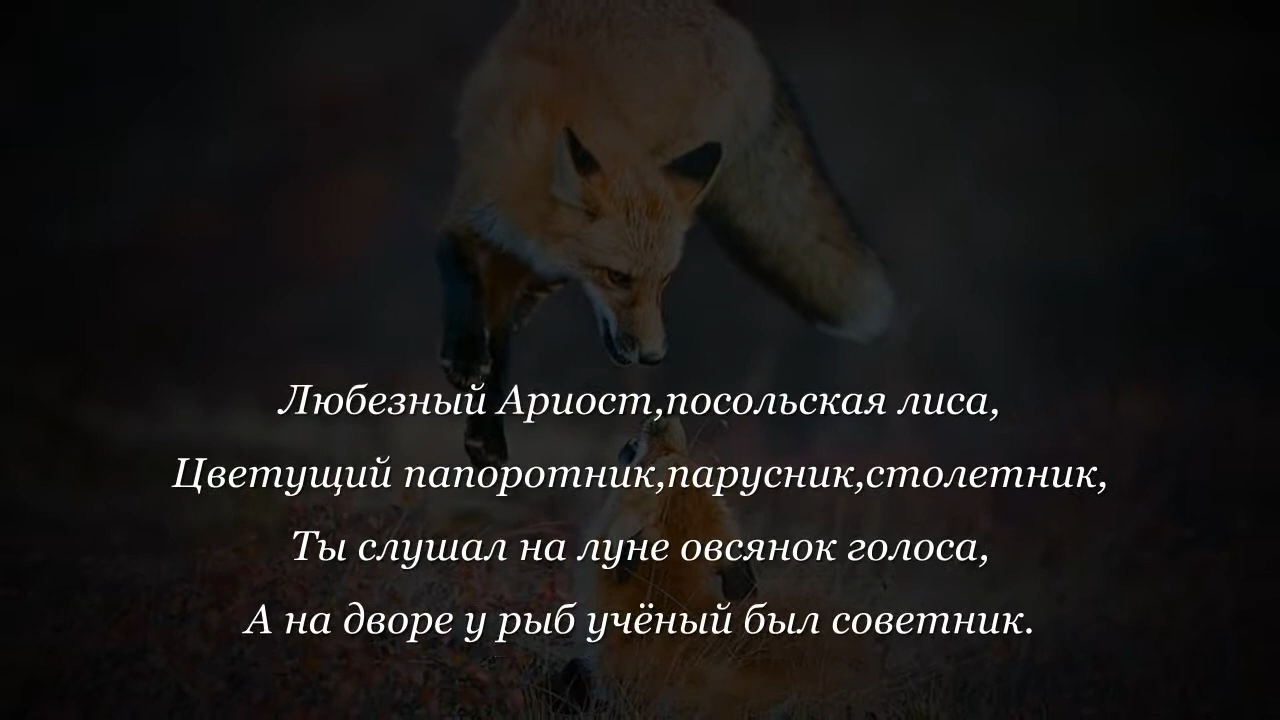 Любезный Ариост,посольская лиса,
Цветущий папоротник,парусник,столетник,
Ты слушал на луне овсянок голоса,
А на дворе у рыб учёный был советник.